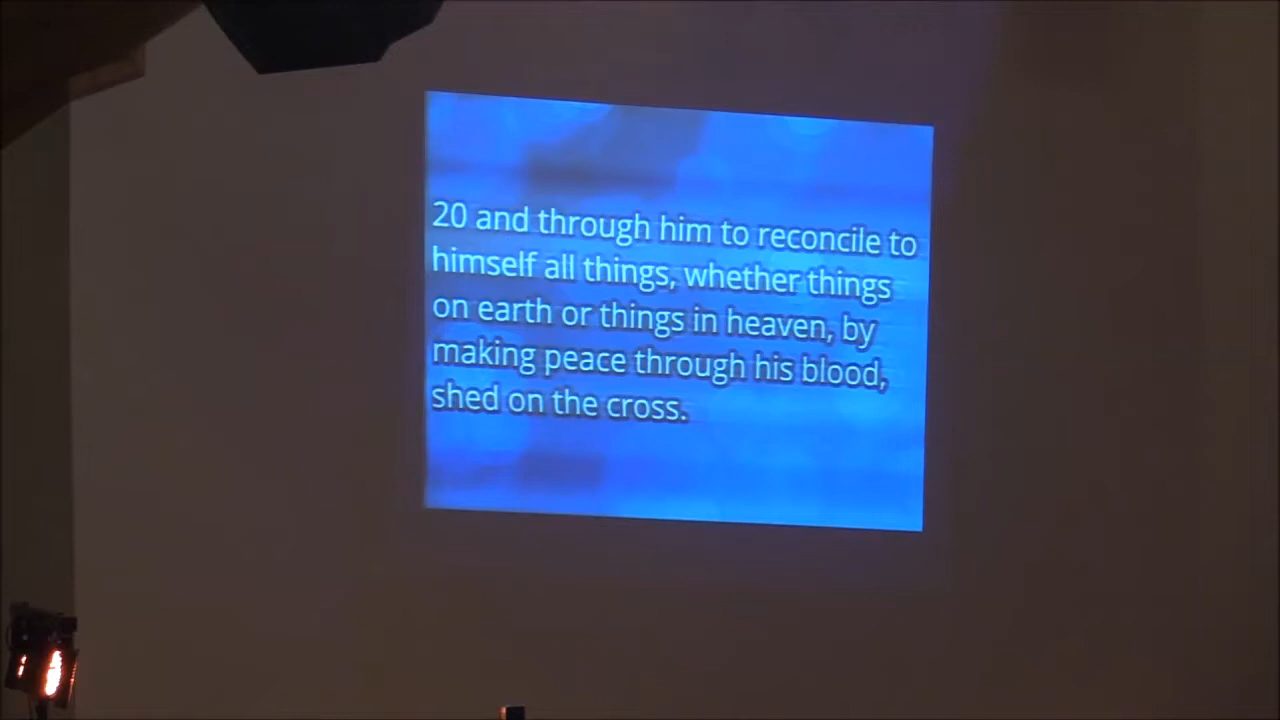 20 and through him to reconcile to
himself all things, whether things
on earth or things in heaven, by
making peace through his blood,
shed on the cross.